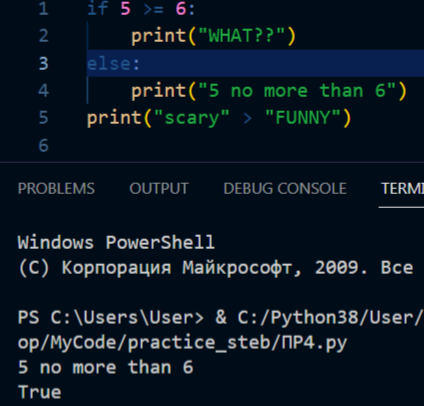 1 if 5 >= 6:
2 print("WHAT??")
3 else:
4 print("5 no more than 6")
5 print("scary" > "FUNNY")
6
PROBLEMS OUTPUT DEBUG CONSOLE TERMI
Windows PowerShell
(C) Корпорация Майкрософт, 2009. Все
PS C:\Users\User> & C:/Python38/User/
op/MyCode/practice_steb/ПР4.py
5 no more than 6
True